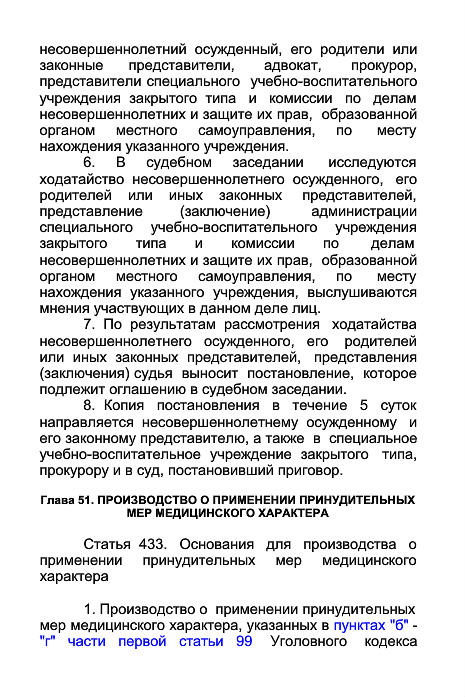 несовершеннолетний осужденный, его родители или
законные представители, адвокат, прокурор,
представители специального учебно-воспитательного
учреждения закрытого типа и комиссии по делам
несовершеннолетних и защите их прав, образованной
органом местного самоуправления, по месту
нахождения указанного учреждения.
6. В судебном заседании исследуются
ходатайство несовершеннолетнего осужденного, его
родителей или иных законных представителей,
представление (заключение) администрации
специального учебно-воспитательного учреждения
закрытого типа и комиссии по делам
несовершеннолетних и защите их прав, образованной
органом местного самоуправления, по месту
нахождения указанного учреждения, выслушиваются
мнения участвующих в данном деле лиц.
7. По результатам рассмотрения ходатайства
несовершеннолетнего осужденного, его родителей
или иных законных представителей, представления
(заключения) судья выносит постановление, которое
подлежит оглашению в судебном заседании.
8. Копия постановления в течение 5 суток
направляется несовершеннолетнему осужденному и
его законному представителю, а также в специальное
учебно-воспитательное учреждение закрытого типа,
прокурору и в суд, постановивший приговор.
Глава 51. ПРОИЗВОДСТВО О ПРИМЕНЕНИИ ПРИНУДИТЕЛЬНЫХ
МЕР МЕДИЦИНСКОГО ХАРАКТЕРА
Статья 433. Основания для производства о
применении принудительных мер медицинского
характера
1. Производство о применении принудительных
мер медицинского характера, указанных в пунктах "б" -
"г" части первой статьи 99 Уголовного кодекса